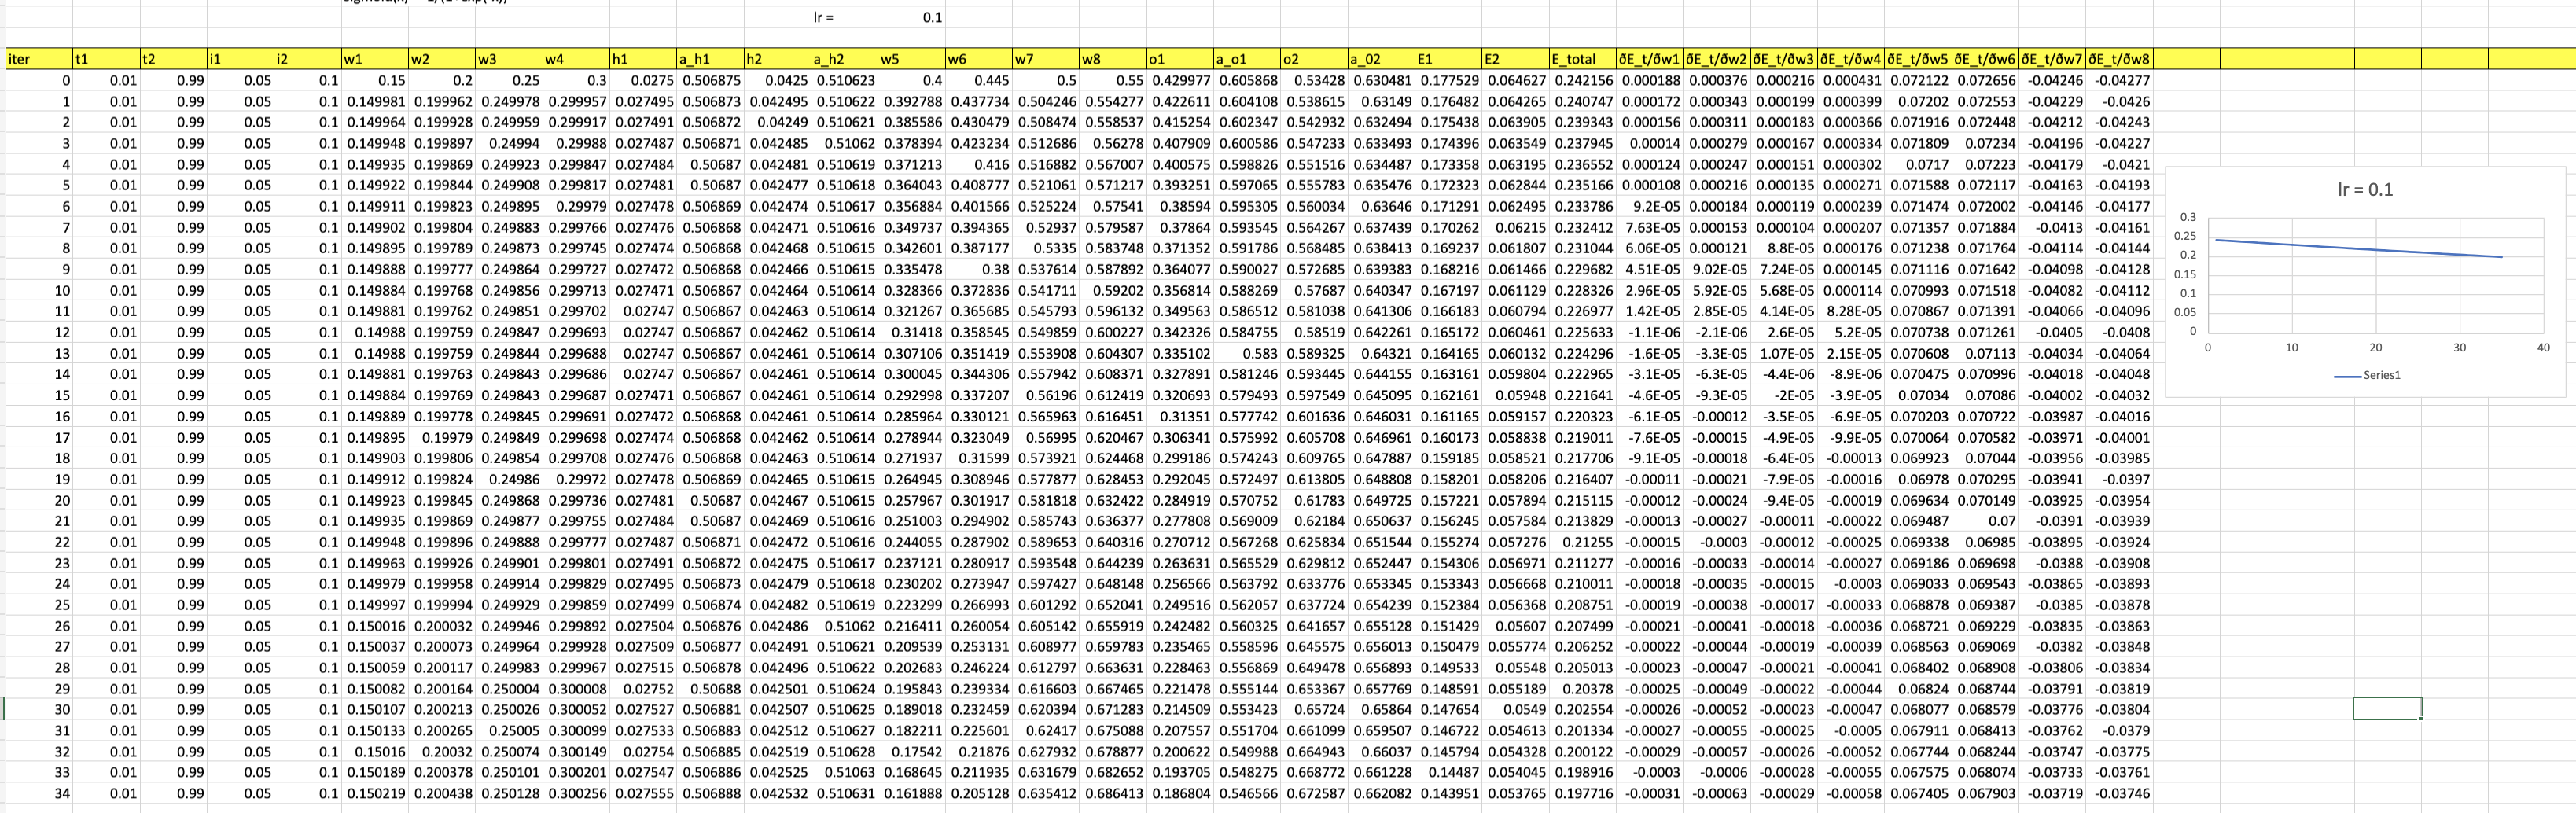 lr = 0.1
iter t1 t2 i1 i2 w1 w2 w3 w4 h1 a_h1 h2 a_h2 w5 w6 w7 w8 o1 a_o1 o2 a_02 E1 E2 E_total ðE_t/ðw1 ðE_t/ðw2 ðE_t/ðw3 ðE_t/ðw4 ðE_t/ðw5 ðE_t/ðw6 ðE_t/ðw7 ðE_t/ðw8
0 0.01 0.99 0.05 0.1 0.15 0.2 0.25 0.3 0.0275 0.506875 0.0425 0.510623 0.4 0.445 0.5 0.55 0.429977 0.605868 0.53428 0.630481 0.177529 0.064627 0.242156 0.000188 0.000376 0.000216 0.000431 0.072122 0.072656 -0.04246 -0.04277
1 0.01 0.99 0.05 0.1 0.149981 0.199962 0.249978 0.299957 0.027495 0.506873 0.042495 0.510622 0.392788 0.437734 0.504246 0.554277 0.422611 0.604108 0.538615 0.63149 0.176482 0.064265 0.240747 0.000172 0.000343 0.000199 0.000399 0.07202 0.072553 -0.04229 -0.0426
2 0.01 0.99 0.05 0.1 0.149964 0.199928 0.249959 0.299917 0.027491 0.506872 0.04249 0.510621 0.385586 0.430479 0.508474 0.558537 0.415254 0.602347 0.542932 0.632494 0.175438 0.063905 0.239343 0.000156 0.000311 0.000183 0.000366 0.071916 0.072448 -0.04212 -0.04243
3 0.01 0.99 0.05 0.1 0.149948 0.199897 0.24994 0.29988 0.027487 0.506871 0.042485 0.51062 0.378394 0.423234 0.512686 0.56278 0.407909 0.600586 0.547233 0.633493 0.174396 0.063549 0.237945 0.00014 0.000279 0.000167 0.000334 0.071809 0.07234 -0.04196 -0.04227
4 0.01 0.99 0.05 0.1 0.149935 0.199869 0.249923 0.299847 0.027484 0.50687 0.042481 0.510619 0.371213 0.416 0.516882 0.567007 0.400575 0.598826 0.551516 0.634487 0.173358 0.063195 0.236552 0.000124 0.000247 0.000151 0.000302 0.0717 0.07223 -0.04179 -0.0421
5 0.01 0.99 0.05 0.1 0.149922 0.199844 0.249908 0.299817 0.027481 0.50687 0.042477 0.510618 0.364043 0.408777 0.521061 0.571217 0.393251 0.597065 0.555783 0.635476 0.172323 0.062844 0.235166 0.000108 0.000216 0.000135 0.000271 0.071588 0.072117 -0.04163 -0.04193
6 0.01 0.99 0.05 0.1 0.149911 0.199823 0.249895 0.29979 0.027478 0.506869 0.042474 0.510617 0.356884 0.401566 0.525224 0.57541 0.38594 0.595305 0.560034 0.63646 0.171291 0.062495 0.233786 9.2E-05 0.000184 0.000119 0.000239 0.071474 0.072002 -0.04146 -0.04177
7 0.01 0.99 0.05 0.1 0.149902 0.199804 0.249883 0.299766 0.027476 0.506868 0.042471 0.510616 0.349737 0.394365 0.52937 0.579587 0.37864 0.593545 0.564267 0.637439 0.170262 0.06215 0.232412 7.63E-05 0.000153 0.000104 0.000207 0.071357 0.071884 -0.0413 -0.04161
8 0.01 0.99 0.05 0.1 0.149895 0.199789 0.249873 0.299745 0.027474 0.506868 0.042468 0.510615 0.342601 0.387177 0.5335 0.583748 0.371352 0.591786 0.568485 0.638413 0.169237 0.061807 0.231044 6.06E-05 0.000121 8.8E-05 0.000176 0.071238 0.071764 -0.04114 -0.04144
9 0.01 0.99 0.05 0.1 0.149888 0.199777 0.249864 0.299727 0.027472 0.506868 0.042466 0.510615 0.335478 0.38 0.537614 0.587892 0.364077 0.590027 0.572685 0.639383 0.168216 0.061466 0.229682 4.51E-05 9.02E-05 7.24E-05 0.000145 0.071116 0.071642 -0.04098 -0.04128
10 0.01 0.99 0.05 0.1 0.149884 0.199768 0.249856 0.299713 0.027471 0.506867 0.042464 0.510614 0.328366 0.372836 0.541711 0.59202 0.356814 0.588269 0.57687 0.640347 0.167197 0.061129 0.228326 2.96E-05 5.92E-05 5.68E-05 0.000114 0.070993 0.071518 -0.04082 -0.04112
11 0.01 0.99 0.05 0.1 0.149881 0.199762 0.249851 0.299702 0.02747 0.506867 0.042463 0.510614 0.321267 0.365685 0.545793 0.596132 0.349563 0.586512 0.581038 0.641306 0.166183 0.060794 0.226977 1.42E-05 2.85E-05 4.14E-05 8.28E-05 0.070867 0.071391 -0.04066 -0.04096
12 0.01 0.99 0.05 0.1 0.14988 0.199759 0.249847 0.299693 0.02747 0.506867 0.042462 0.510614 0.31418 0.358545 0.549859 0.600227 0.342326 0.584755 0.58519 0.642261 0.165172 0.060461 0.225633 -1.1E-06 -2.1E-06 2.6E-05 5.2E-05 0.070738 0.071261 -0.0405 -0.0408
13 0.01 0.99 0.05 0.1 0.14988 0.199759 0.249844 0.299688 0.02747 0.506867 0.042461 0.510614 0.307106 0.351419 0.553908 0.604307 0.335102 0.583 0.589325 0.64321 0.164165 0.060132 0.224296 -1.6E-05 -3.3E-05 1.07E-05 2.15E-05 0.070608 0.07113 -0.04034 -0.04064
14 0.01 0.99 0.05 0.1 0.149881 0.199763 0.249843 0.299686 0.02747 0.506867 0.042461 0.510614 0.300045 0.344306 0.557942 0.608371 0.327891 0.581246 0.593445 0.644155 0.163161 0.059804 0.222965 -3.1E-05 -6.3E-05 -4.4E-06 -8.9E-06 0.070475 0.070996 -0.04018 -0.04048
15 0.01 0.99 0.05 0.1 0.149884 0.199769 0.249843 0.299687 0.027471 0.506867 0.042461 0.510614 0.292998 0.337207 0.56196 0.612419 0.320693 0.579493 0.597549 0.645095 0.162161 0.05948 0.221641 -4.6E-05 -9.3E-05 -2E-05 -3.9E-05 0.07034 0.07086 -0.04002 -0.04032
16 0.01 0.99 0.05 0.1 0.149889 0.199778 0.249845 0.299691 0.027472 0.506868 0.042461 0.510614 0.285964 0.330121 0.565963 0.616451 0.31351 0.577742 0.601636 0.646031 0.161165 0.059157 0.220323 -6.1E-05 -0.00012 -3.5E-05 -6.9E-05 0.070203 0.070722 -0.03987 -0.04016
17 0.01 0.99 0.05 0.1 0.149895 0.19979 0.249849 0.299698 0.027474 0.506868 0.042462 0.510614 0.278944 0.323049 0.56995 0.620467 0.306341 0.575992 0.605708 0.646961 0.160173 0.058838 0.219011 -7.6E-05 -0.00015 -4.9E-05 -9.9E-05 0.070064 0.070582 -0.03971 -0.04001
18 0.01 0.99 0.05 0.1 0.149903 0.199806 0.249854 0.299708 0.027476 0.506868 0.042463 0.510614 0.271937 0.31599 0.573921 0.624468 0.299186 0.574243 0.609765 0.647887 0.159185 0.058521 0.217706 -9.1E-05 -0.00018 -6.4E-05 -0.00013 0.069923 0.07044 -0.03956 -0.03985
19 0.01 0.99 0.05 0.1 0.149912 0.199824 0.24986 0.29972 0.027478 0.506869 0.042465 0.510615 0.264945 0.308946 0.577877 0.628453 0.292045 0.572497 0.613805 0.648808 0.158201 0.058206 0.216407 -0.00011 -0.00021 -7.9E-05 -0.00016 0.06978 0.070295 -0.03941 -0.0397
20 0.01 0.99 0.05 0.1 0.149923 0.199845 0.249868 0.299736 0.027481 0.50687 0.042467 0.510615 0.257967 0.301917 0.581818 0.632422 0.284919 0.570752 0.61783 0.649725 0.157221 0.057894 0.215115 -0.00012 -0.00024 -9.4E-05 -0.00019 0.069634 0.070149 -0.03925 -0.03954
21 0.01 0.99 0.05 0.1 0.149935 0.199869 0.249877 0.299755 0.027484 0.50687 0.042469 0.510616 0.251003 0.294902 0.585743 0.636377 0.277808 0.569009 0.62184 0.650637 0.156245 0.057584 0.213829 -0.00013 -0.00027 -0.00011 -0.00022 0.069487 0.07 -0.0391 -0.03939
22 0.01 0.99 0.05 0.1 0.149948 0.199896 0.249888 0.299777 0.027487 0.506871 0.042472 0.510616 0.244055 0.287902 0.589653 0.640316 0.270712 0.567268 0.625834 0.651544 0.155274 0.057276 0.21255 -0.00015 -0.0003 -0.00012 -0.00025 0.069338 0.06985 -0.03895 -0.03924
23 0.01 0.99 0.05 0.1 0.149963 0.199926 0.249901 0.299801 0.027491 0.506872 0.042475 0.510617 0.237121 0.280917 0.593548 0.644239 0.263631 0.565529 0.629812 0.652447 0.154306 0.056971 0.211277 -0.00016 -0.00033 -0.00014 -0.00027 0.069186 0.069698 -0.0388 -0.03908
24 0.01 0.99 0.05 0.1 0.149979 0.199958 0.249914 0.299829 0.027495 0.506873 0.042479 0.510618 0.230202 0.273947 0.597427 0.648148 0.256566 0.563792 0.633776 0.653345 0.153343 0.056668 0.210011 -0.00018 -0.00035 -0.00015 -0.0003 0.069033 0.069543 -0.03865 -0.03893
25 0.01 0.99 0.05 0.1 0.149997 0.199994 0.249929 0.299859 0.027499 0.506874 0.042482 0.510619 0.223299 0.266993 0.601292 0.652041 0.249516 0.562057 0.637724 0.654239 0.152384 0.056368 0.208751 -0.00019 -0.00038 -0.00017 -0.00033 0.068878 0.069387 -0.0385 -0.03878
26 0.01 0.99 0.05 0.1 0.150016 0.200032 0.249946 0.299892 0.027504 0.506876 0.042486 0.51062 0.216411 0.260054 0.605142 0.655919 0.242482 0.560325 0.641657 0.655128 0.151429 0.05607 0.207499 -0.00021 -0.00041 -0.00018 -0.00036 0.068721 0.069229 -0.03835 -0.03863
27 0.01 0.99 0.05 0.1 0.150037 0.200073 0.249964 0.299928 0.027509 0.506877 0.042491 0.510621 0.209539 0.253131 0.608977 0.659783 0.235465 0.558596 0.645575 0.656013 0.150479 0.055774 0.206252 -0.00022 -0.00044 -0.00019 -0.00039 0.068563 0.069069 -0.0382 -0.03848
28 0.01 0.99 0.05 0.1 0.150059 0.200117 0.249983 0.299967 0.027515 0.506878 0.042496 0.510622 0.202683 0.246224 0.612797 0.663631 0.228463 0.556869 0.649478 0.656893 0.149533 0.05548 0.205013 -0.00023 -0.00047 -0.00021 -0.00041 0.068402 0.068908 -0.03806 -0.03834
29 0.01 0.99 0.05 0.1 0.150082 0.200164 0.250004 0.300008 0.02752 0.50688 0.042501 0.510624 0.195843 0.239334 0.616603 0.667465 0.221478 0.555144 0.653367 0.657769 0.148591 0.055189 0.20378 -0.00025 -0.00049 -0.00022 -0.00044 0.06824 0.068744 -0.03791 -0.03819
30 0.01 0.99 0.05 0.1 0.150107 0.200213 0.250026 0.300052 0.027527 0.506881 0.042507 0.510625 0.189018 0.232459 0.620394 0.671283 0.214509 0.553423 0.65724 0.65864 0.147654 0.0549 0.202554 -0.00026 -0.00052 -0.00023 -0.00047 0.068077 0.068579 -0.03776 -0.03804
31 0.01 0.99 0.05 0.1 0.150133 0.200265 0.25005 0.300099 0.027533 0.506883 0.042512 0.510627 0.182211 0.225601 0.62417 0.675088 0.207557 0.551704 0.661099 0.659507 0.146722 0.054613 0.201334 -0.00027 -0.00055 -0.00025 -0.0005 0.067911 0.068413 -0.03762 -0.0379
32 0.01 0.99 0.05 0.1 0.15016 0.20032 0.250074 0.300149 0.02754 0.506885 0.042519 0.510628 0.17542 0.21876 0.627932 0.678877 0.200622 0.549988 0.664943 0.66037 0.145794 0.054328 0.200122 -0.00029 -0.00057 -0.00026 -0.00052 0.067744 0.068244 -0.03747 -0.03775
33 0.01 0.99 0.05 0.1 0.150189 0.200378 0.250101 0.300201 0.027547 0.506886 0.042525 0.51063 0.168645 0.211935 0.631679 0.682652 0.193705 0.548275 0.668772 0.661228 0.14487 0.054045 0.198916 -0.0003 -0.0006 -0.00028 -0.00055 0.067575 0.068074 -0.03733 -0.03761
34 0.01 0.99 0.05 0.1 0.150219 0.200438 0.250128 0.300256 0.027555 0.506888 0.042532 0.510631 0.161888 0.205128 0.635412 0.686413 0.186804 0.546566 0.672587 0.662082 0.143951 0.053765 0.197716 -0.00031 -0.00063 -0.00029 -0.00058 0.067405 0.067903 -0.03719 -0.03746
lr = 0.1
0.3
0.25
0.2
0.15
0.1
0.05
0
0 10 20 30 40
Series1